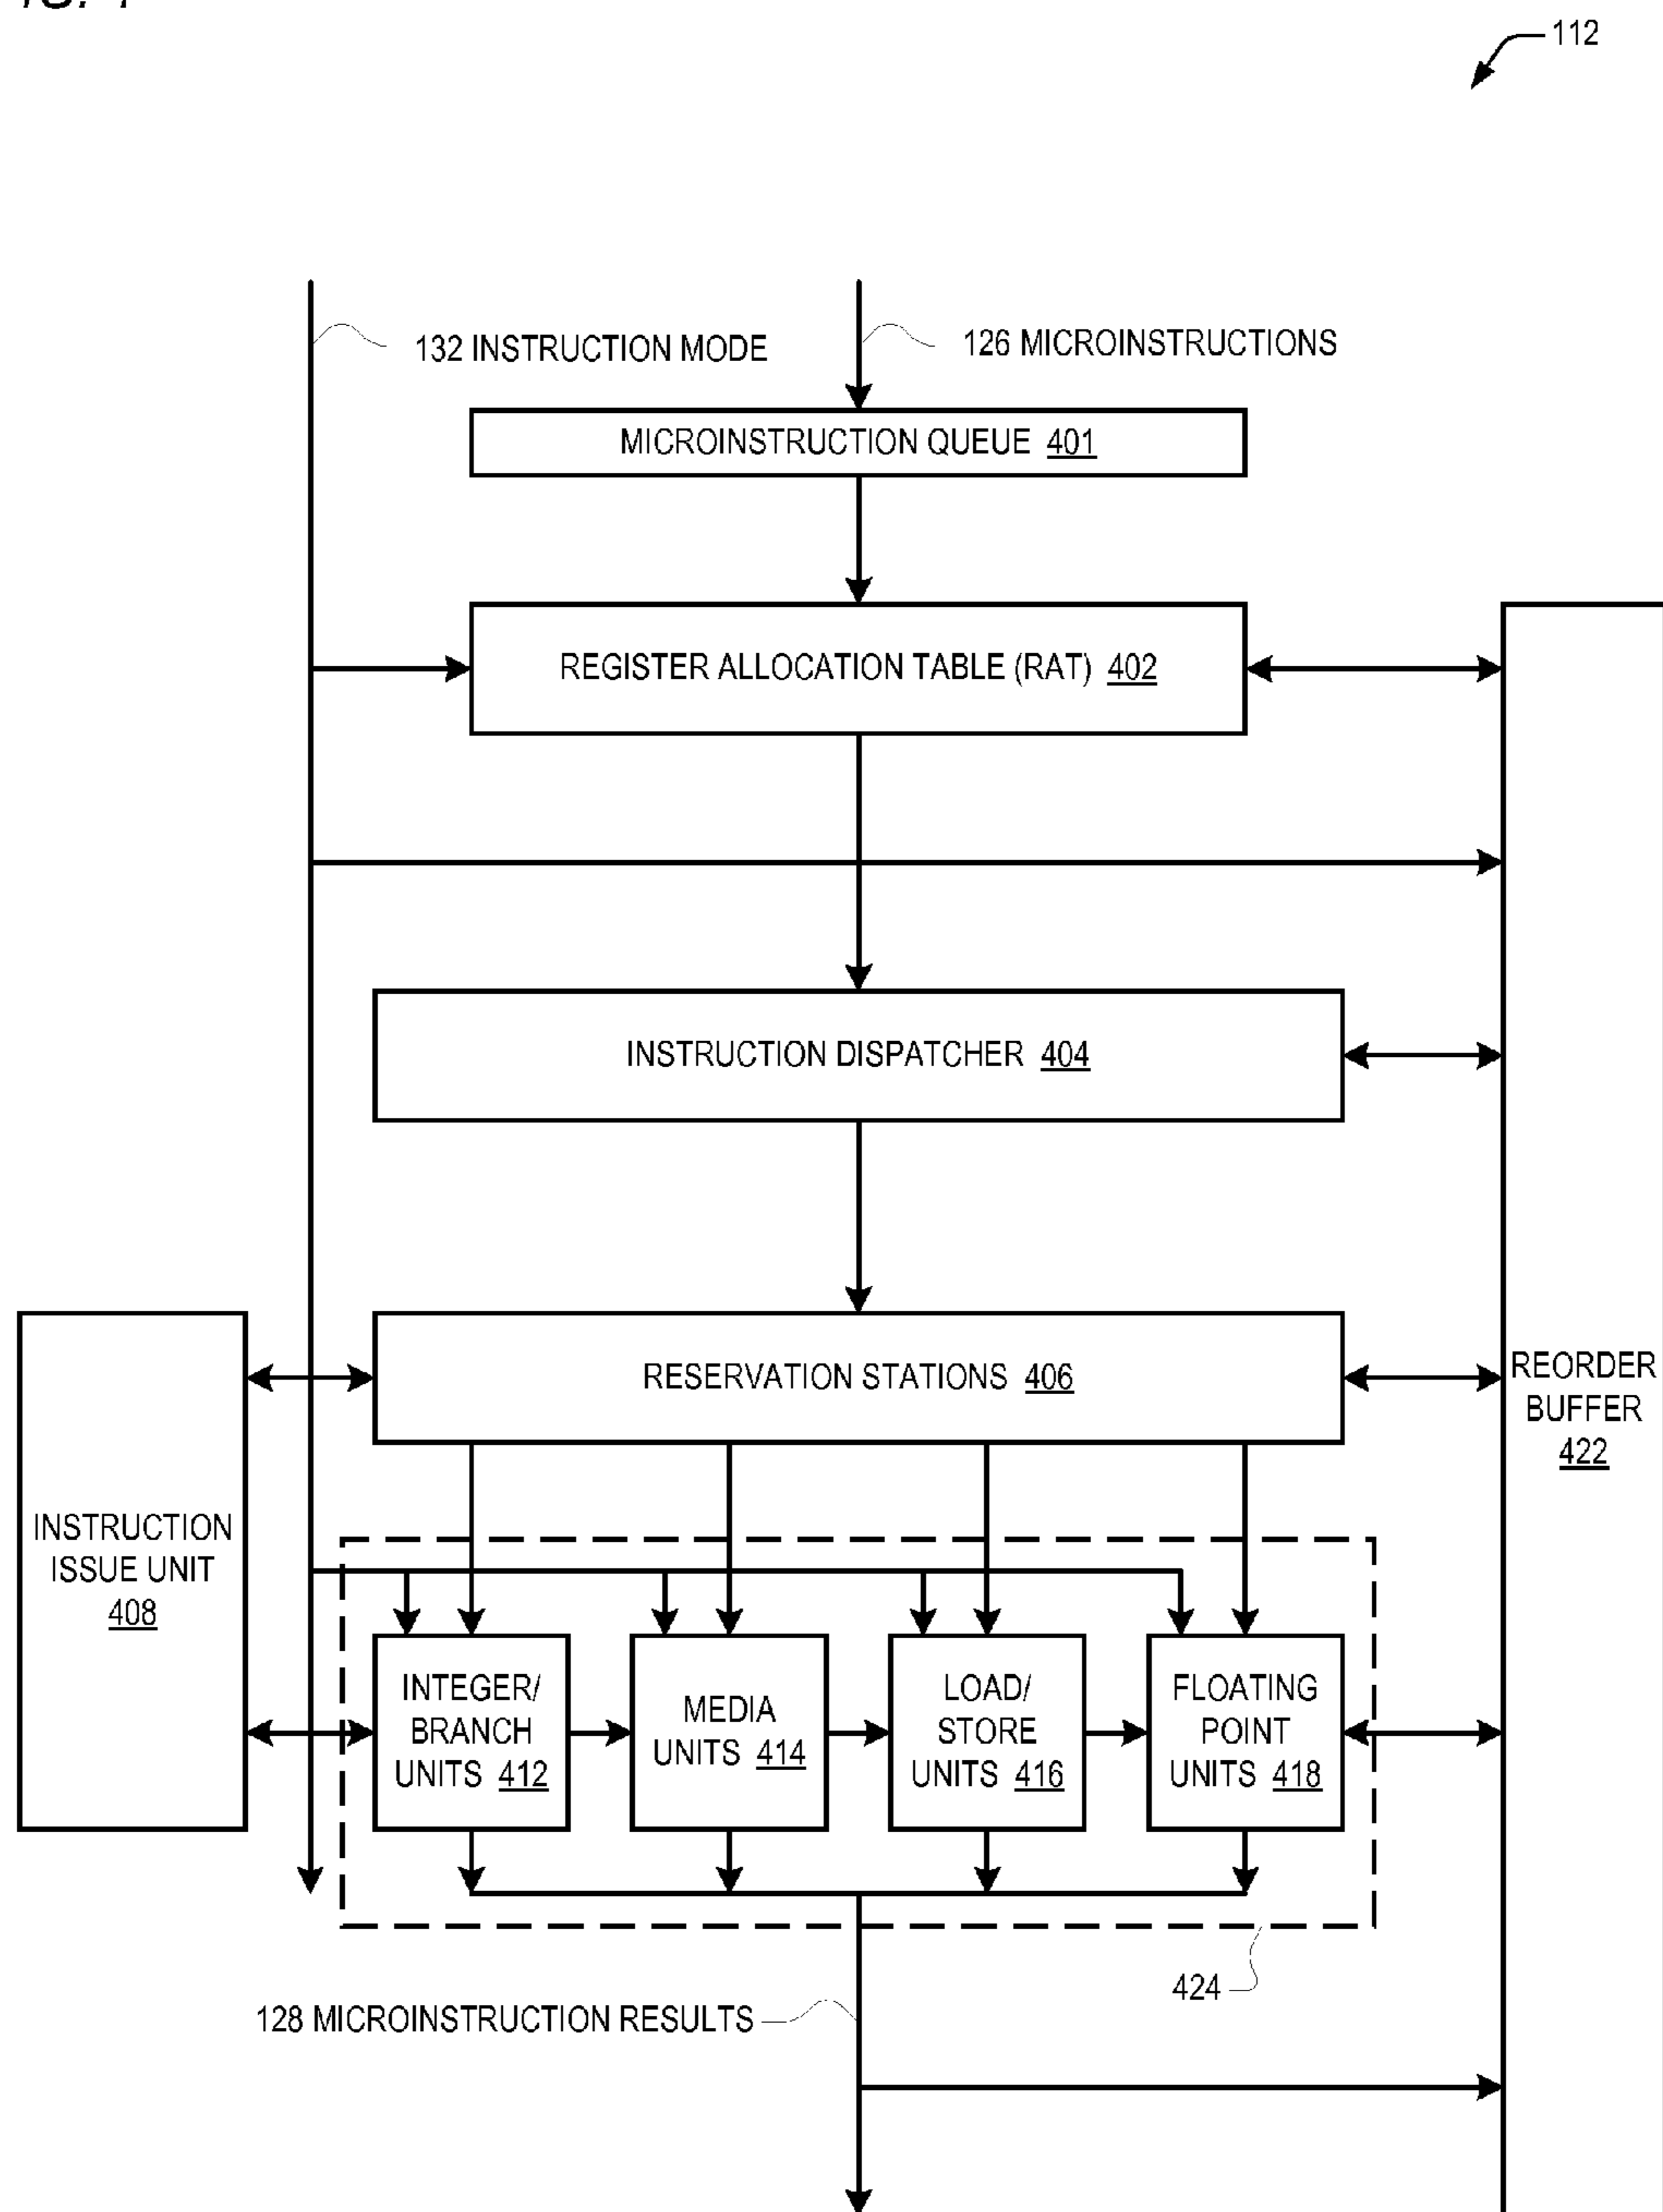 112
132 INSTRUCTION MODE
126 MICROINSTRUCTIONS
MICROINSTRUCTION QUEUE 401
REGISTER ALLOCATION TABLE (RAT) 402
INSTRUCTION DISPATCHER 404
RESERVATION STATIONS 406
REORDER
BUFFER
422
INSTRUCTION
ISSUE UNIT
408
INTEGER/
BRANCH
UNITS 412
MEDIA
UNITS 414
LOAD/
STORE
UNITS 416
FLOATING
POINT
UNITS 418
424
128 MICROINSTRUCTION RESULTS